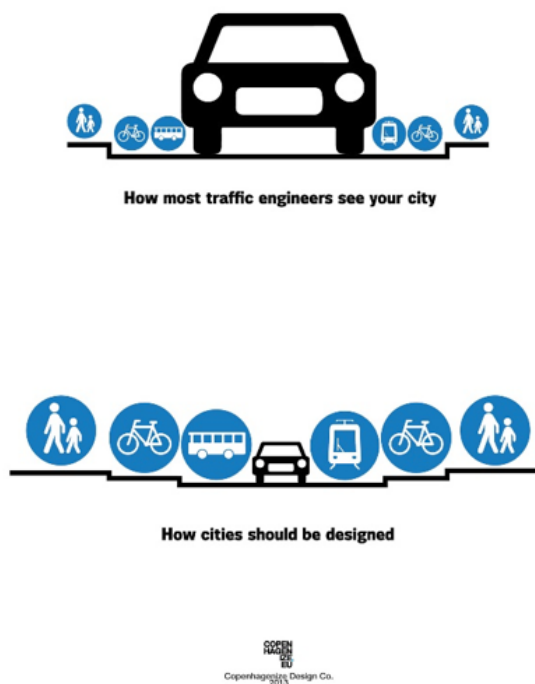 How most traffic engineers see your city
How cities should be designed
COPEN
HAGEN
IZE.
EU
Copenhagenize Design Co.
2013